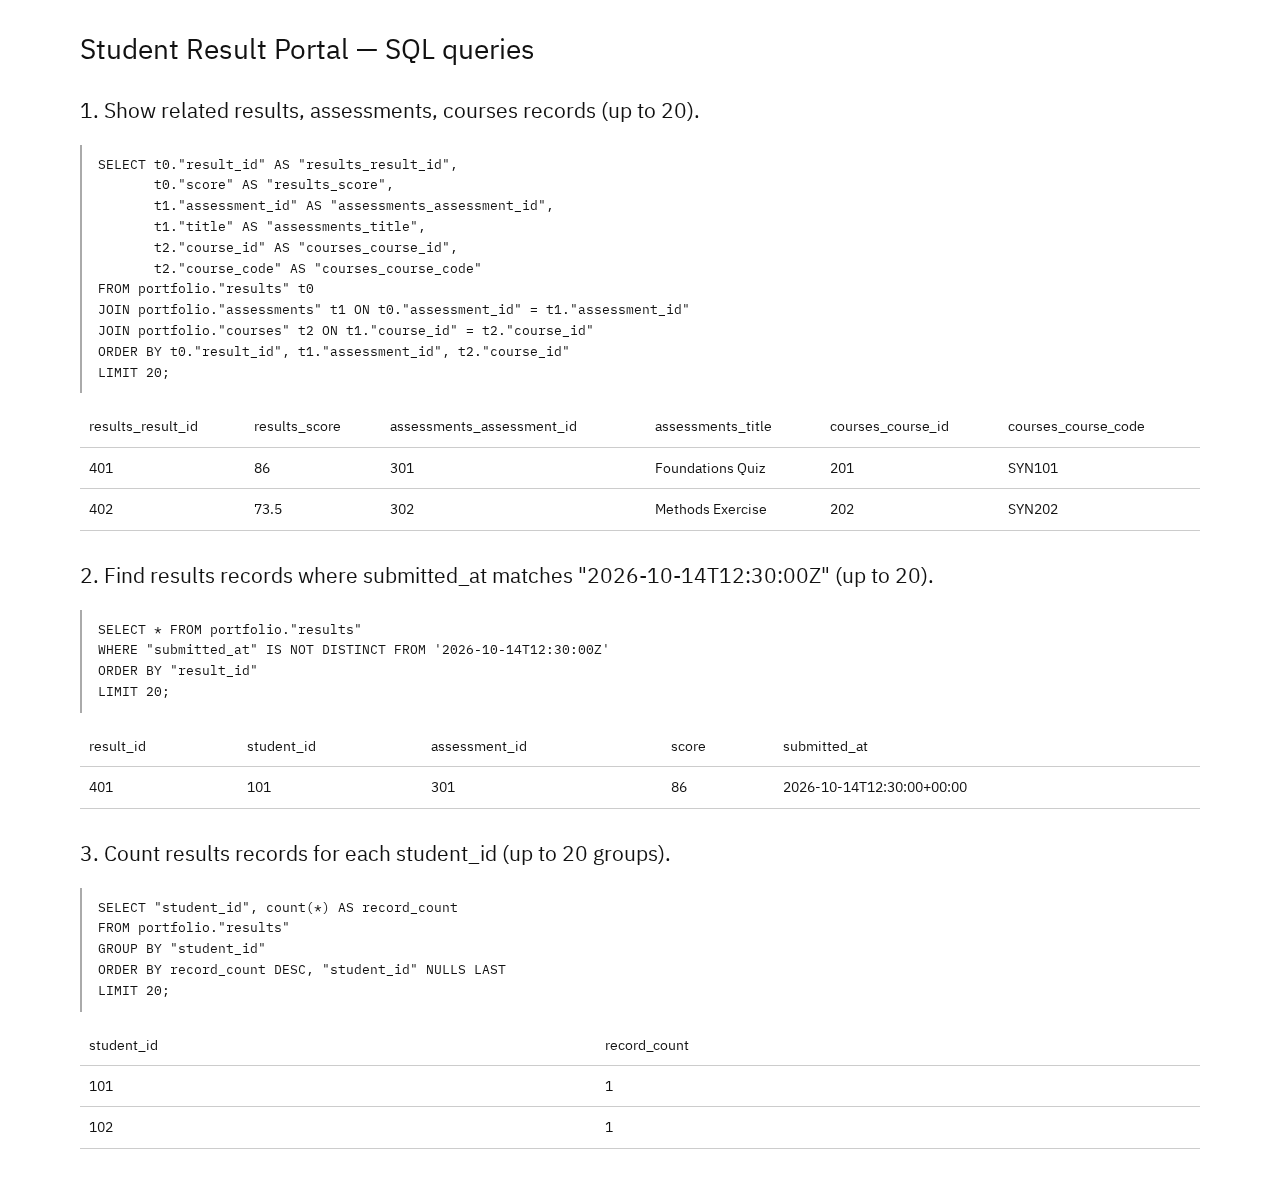 Student Result Portal — SQL queries
1. Show related results, assessments, courses records (up to 20).
SELECT t0."result_id" AS "results_result_id",
       t0."score" AS "results_score",
       t1."assessment_id" AS "assessments_assessment_id",
       t1."title" AS "assessments_title",
       t2."course_id" AS "courses_course_id",
       t2."course_code" AS "courses_course_code"
FROM portfolio."results" t0
JOIN portfolio."assessments" t1 ON t0."assessment_id" = t1."assessment_id"
JOIN portfolio."courses" t2 ON t1."course_id" = t2."course_id"
ORDER BY t0."result_id", t1."assessment_id", t2."course_id"
LIMIT 20;
results_result_id results_score assessments_assessment_id assessments_title courses_course_id courses_course_code
401 86 301 Foundations Quiz 201 SYN101
402 73.5 302 Methods Exercise 202 SYN202
2. Find results records where submitted_at matches "2026-10-14T12:30:00Z" (up to 20).
SELECT * FROM portfolio."results"
WHERE "submitted_at" IS NOT DISTINCT FROM '2026-10-14T12:30:00Z'
ORDER BY "result_id"
LIMIT 20;
result_id student_id assessment_id score submitted_at
401 101 301 86 2026-10-14T12:30:00+00:00
3. Count results records for each student_id (up to 20 groups).
SELECT "student_id", count(*) AS record_count
FROM portfolio."results"
GROUP BY "student_id"
ORDER BY record_count DESC, "student_id" NULLS LAST
LIMIT 20;
student_id record_count
101 1
102 1